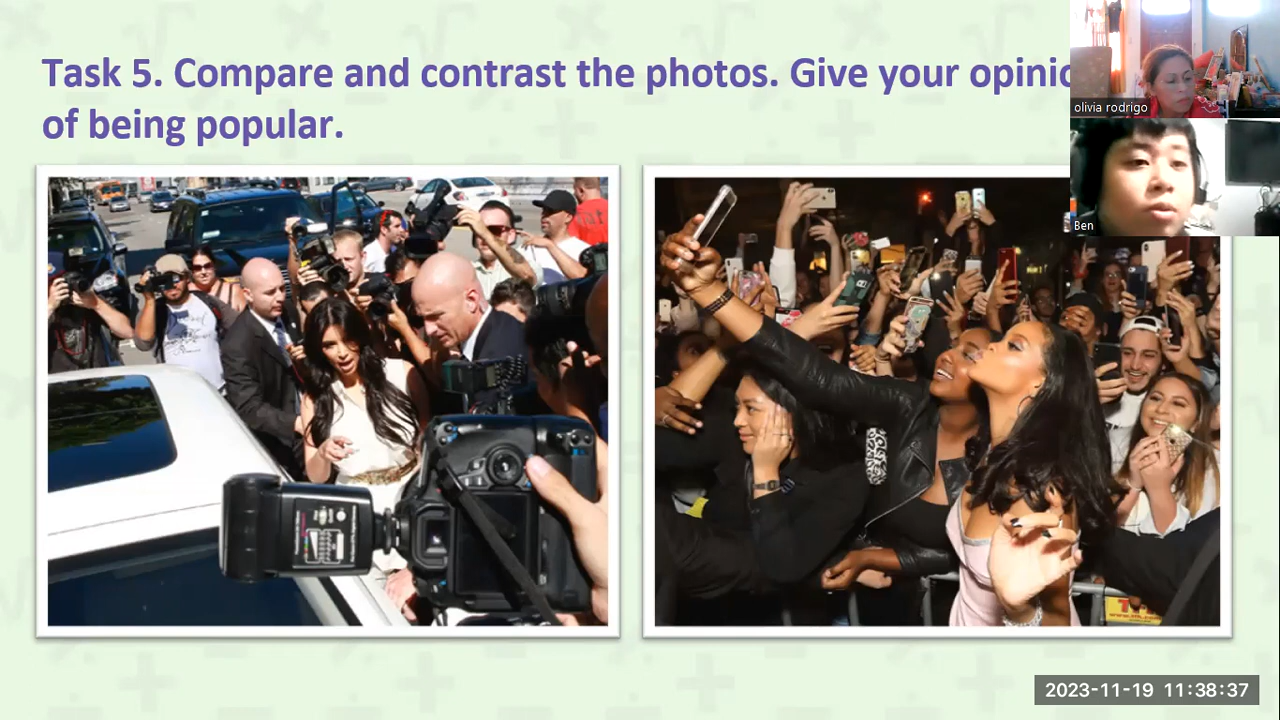 Task 5. Compare and contrast the photos. Give your
of being popular.
olivia rodrigo
Ben
2023-11-19 11:38:37